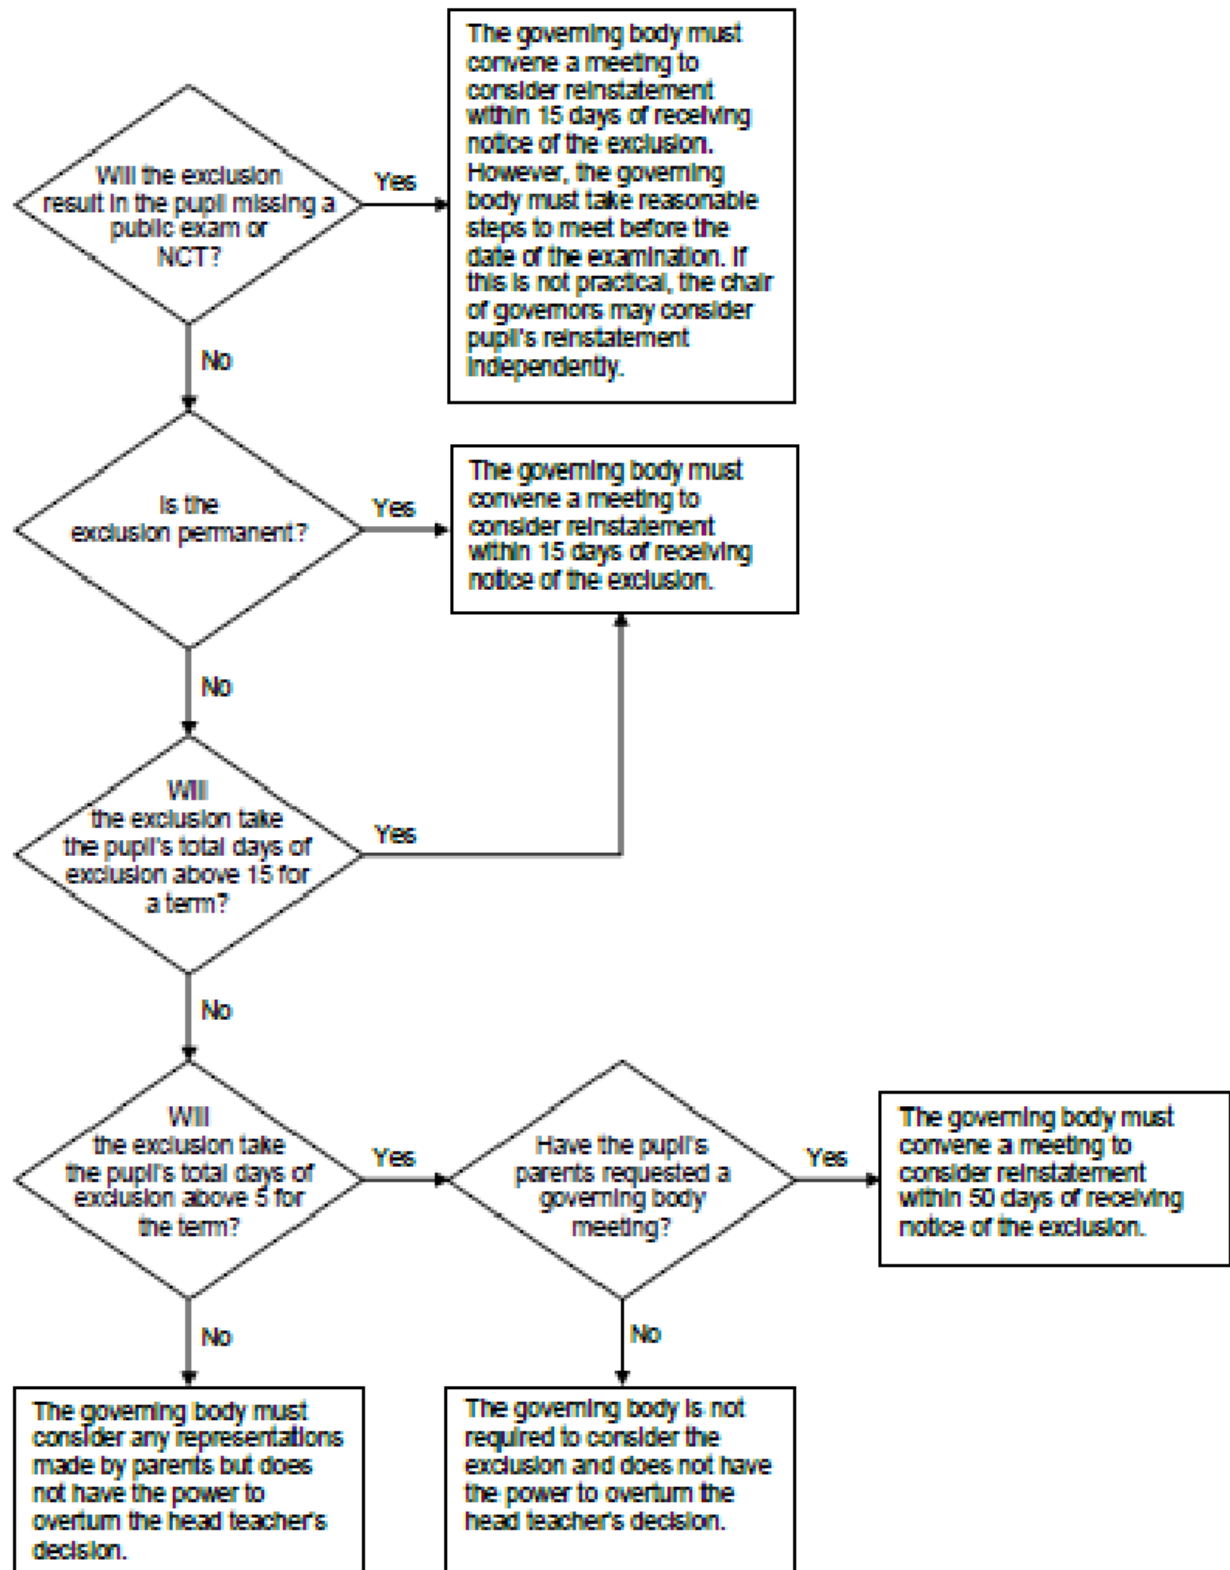 The governing body must
convene a meeting to
consider reinstatement
within 15 days of receiving
notice of the exclusion.
However, the governing
body must take reasonable
steps to meet before the
date of the examination. If
this is not practical, the chair
of governors may consider
pupil's reinstatement
independently.
Will the exclusion
result in the pupil missing a
public exam or
NCT?
Yes
No
Is the
exclusion permanent?
Yes
The governing body must
convene a meeting to
consider reinstatement
within 15 days of receiving
notice of the exclusion.
No
Will
the exclusion take
the pupil's total days of
exclusion above 15 for
a term?
Yes
No
Will
the exclusion take
the pupil's total days of
exclusion above 5 for
the term?
Yes
Have the pupil's
parents requested a
governing body
meeting?
Yes
The governing body must
convene a meeting to
consider reinstatement
within 50 days of receiving
notice of the exclusion.
No
No
The governing body must
consider any representations
made by parents but does
not have the power to
overturn the head teacher's
decision.
The governing body is not
required to consider the
exclusion and does not have
the power to overturn the
head teacher's decision.